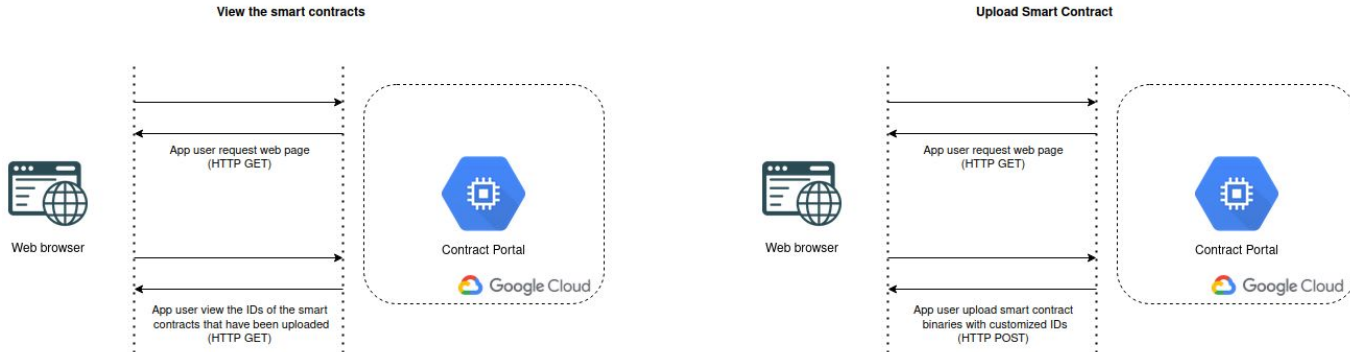 View the smart contracts
App user request web page
(HTTP GET)
Web browser
Contract Portal
Google Cloud
App user view the IDs of the smart
contracts that have been uploaded
(HTTP GET)
Upload Smart Contract
App user request web page
(HTTP GET)
Web browser
Contract Portal
Google Cloud
App user upload smart contract
binaries with customized IDs
(HTTP POST)